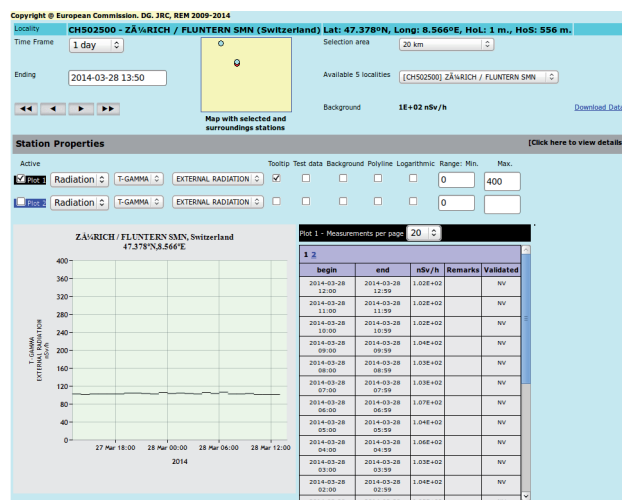 Copyright @ European Commission. DG. JRC, REM 2009-2014
Locality CH502500 - ZÃ¼RICH / FLUNTERN SMN (Switzerland) Lat: 47.378ºN, Long: 8.566ºE, HoL: 1 m., HoS: 556 m.
Time Frame 1 day Selection area 20 km
Ending 2014-03-28 13:50 Available 5 localities [CH502500] ZÃ¼RICH / FLUNTERN SMN
Background 1E+02 nSv/h Download Data
Map with selected and
surroundings stations
Station Properties [Click here to view details
Active Tooltip Test data Background Polyline Logarithmic Range: Min. Max.
Plot 1 Radiation T-GAMMA EXTERNAL RADIATION 0 400
Plot 2 Radiation T-GAMMA EXTERNAL RADIATION 0
ZÃ¼RICH / FLUNTERN SMN, Switzerland
47.378ºN,8.566ºE
400
360
320
280
240
200
160
120
80
40
0
T-GAMMA
EXTERNAL RADIATION
nSv/h
27 Mar 18:00 28 Mar 00:00 28 Mar 06:00 28 Mar 12:00
2014
Plot 1 - Measurements per page 20
1 2
begin end nSv/h Remarks Validated
2014-03-28 12:00 2014-03-28 12:59 1.02E+02 NV
2014-03-28 11:00 2014-03-28 11:59 1.02E+02 NV
2014-03-28 10:00 2014-03-28 10:59 1.02E+02 NV
2014-03-28 09:00 2014-03-28 09:59 1.04E+02 NV
2014-03-28 08:00 2014-03-28 08:59 1.03E+02 NV
2014-03-28 07:00 2014-03-28 07:59 1.03E+02 NV
2014-03-28 06:00 2014-03-28 06:59 1.07E+02 NV
2014-03-28 05:00 2014-03-28 05:59 1.04E+02 NV
2014-03-28 04:00 2014-03-28 04:59 1.06E+02 NV
2014-03-28 03:00 2014-03-28 03:59 1.03E+02 NV
2014-03-28 02:00 2014-03-28 02:59 1.04E+02 NV